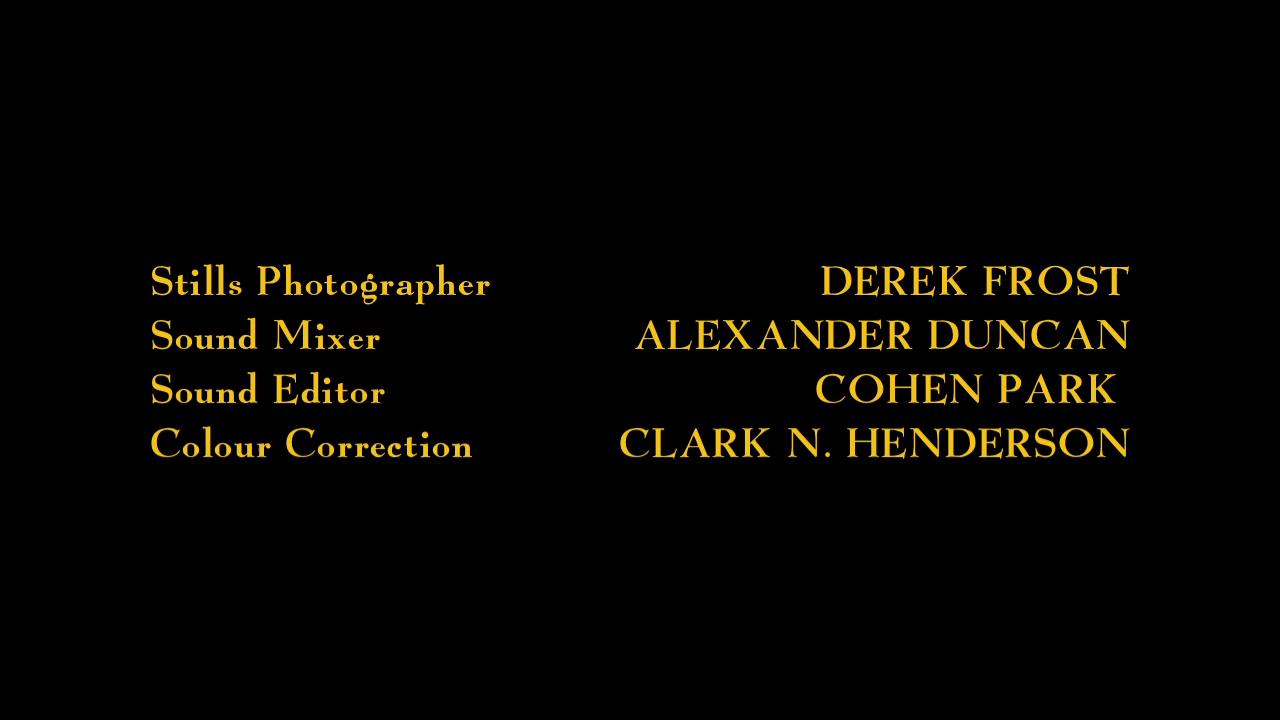 Stills Photographer DEREK FROST
Sound Mixer ALEXANDER DUNCAN
Sound Editor COHEN PARK
Colour Correction CLARK N. HENDERSON